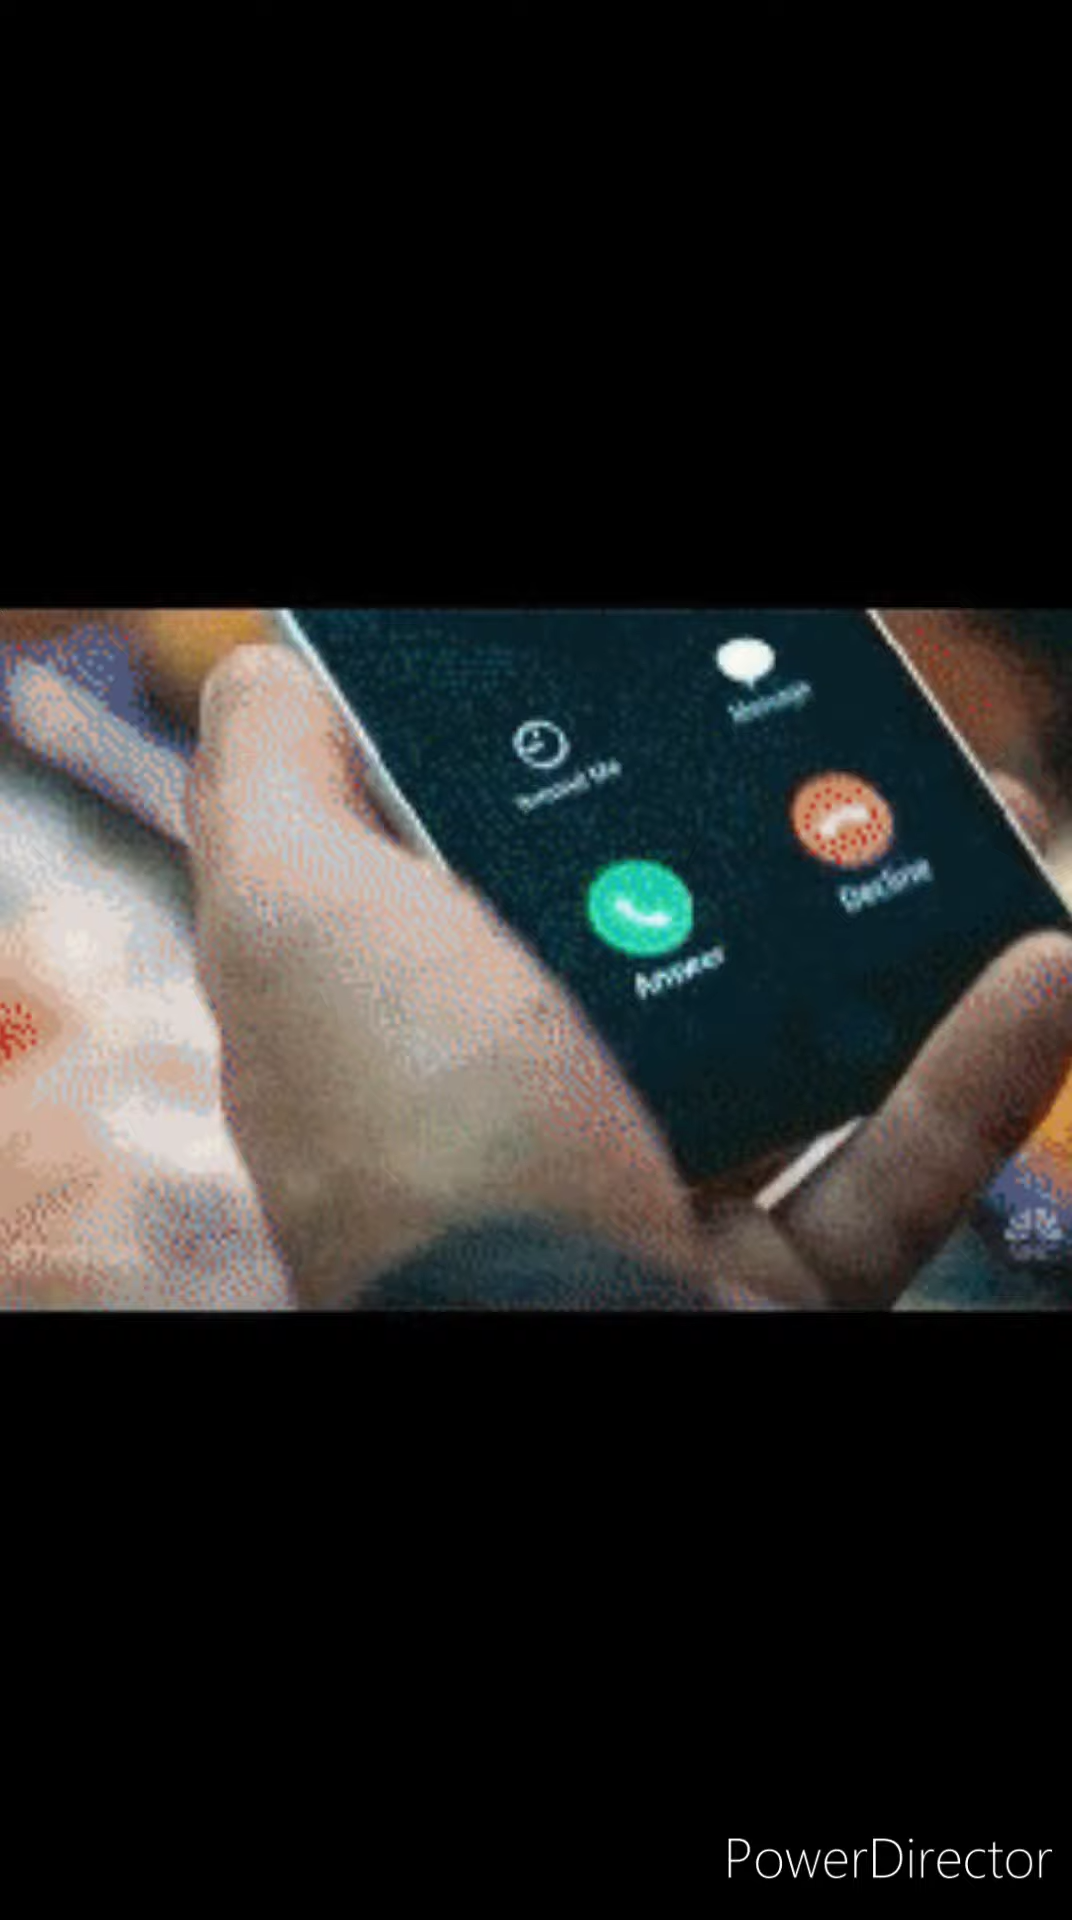 Message
Remind Me
Decline
Answer
PowerDirector